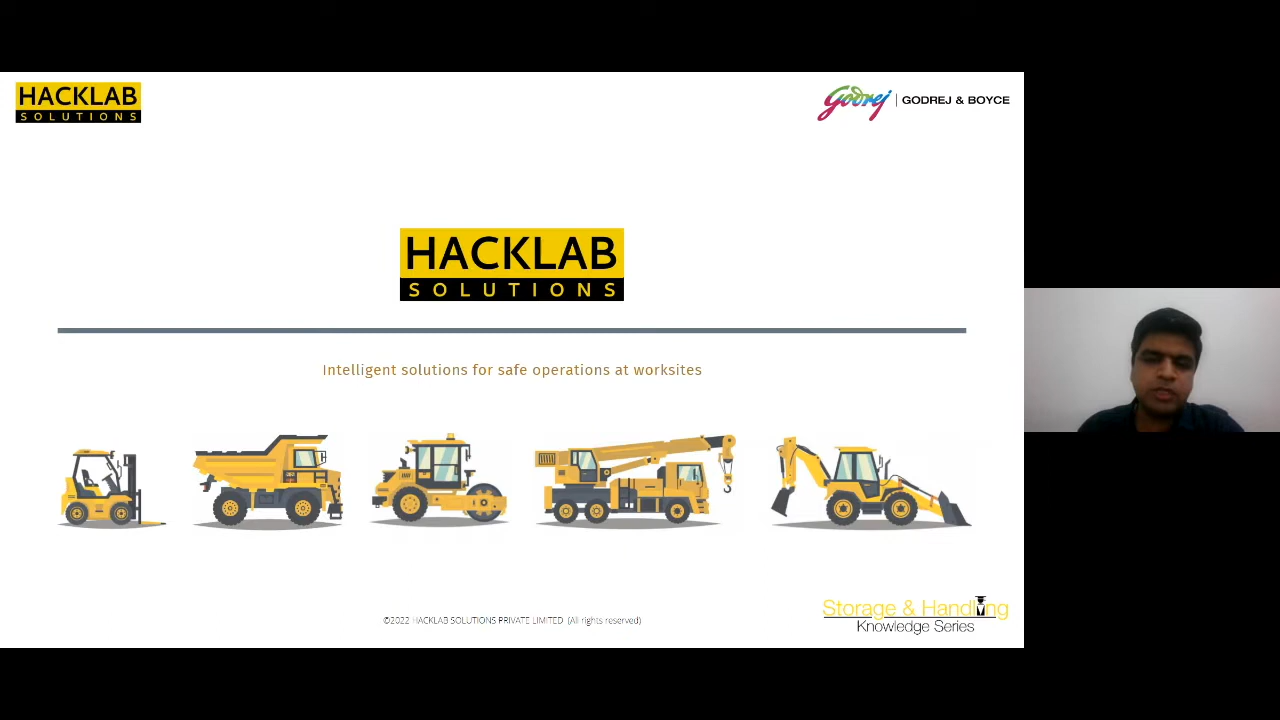 HACKLAB
SOLUTIONS
Godrej | GODREJ & BOYCE
HACKLAB
SOLUTIONS
Intelligent solutions for safe operations at worksites
©2022 HACKLAB SOLUTIONS PRIVATE LIMITED (All rights reserved)
Storage & Handling
Knowledge Series